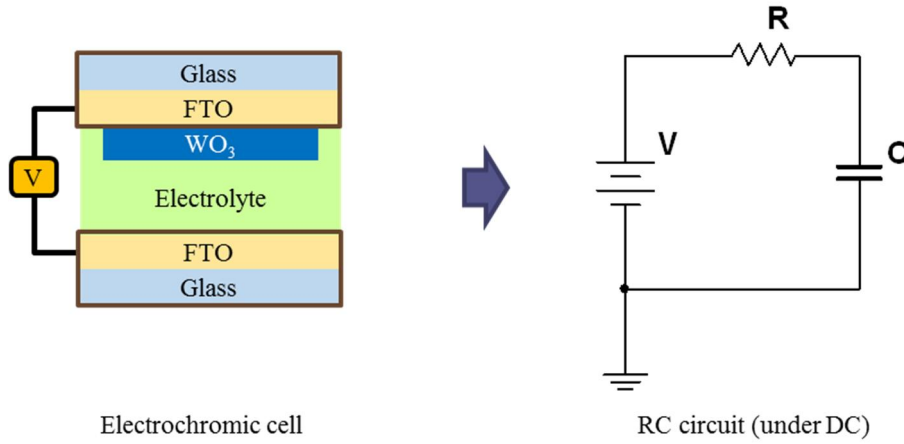 Glass
FTO
WO₃
V
Electrolyte
FTO
Glass
Electrochromic cell
R
V
C
RC circuit (under DC)